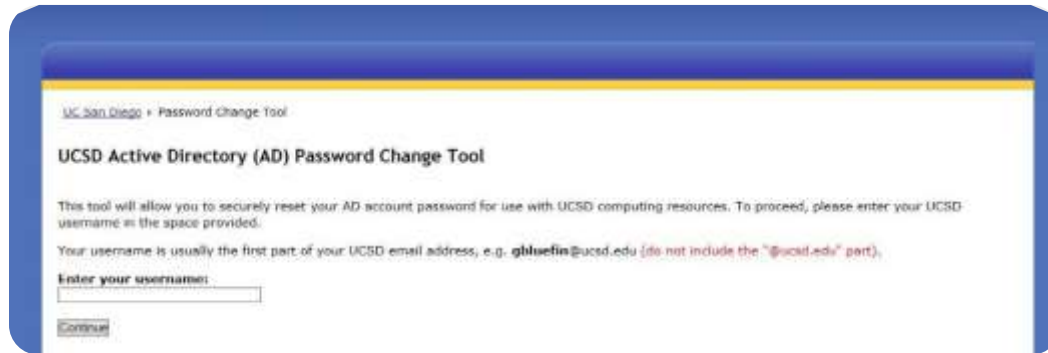 UC San Diego › Password Change Tool
UCSD Active Directory (AD) Password Change Tool
This tool will allow you to securely reset your AD account password for use with UCSD computing resources. To proceed, please enter your UCSD
username in the space provided.
Your username is usually the first part of your UCSD email address, e.g. gbluefin@ucsd.edu (do not include the "@ucsd.edu" part).
Enter your username:
Continue